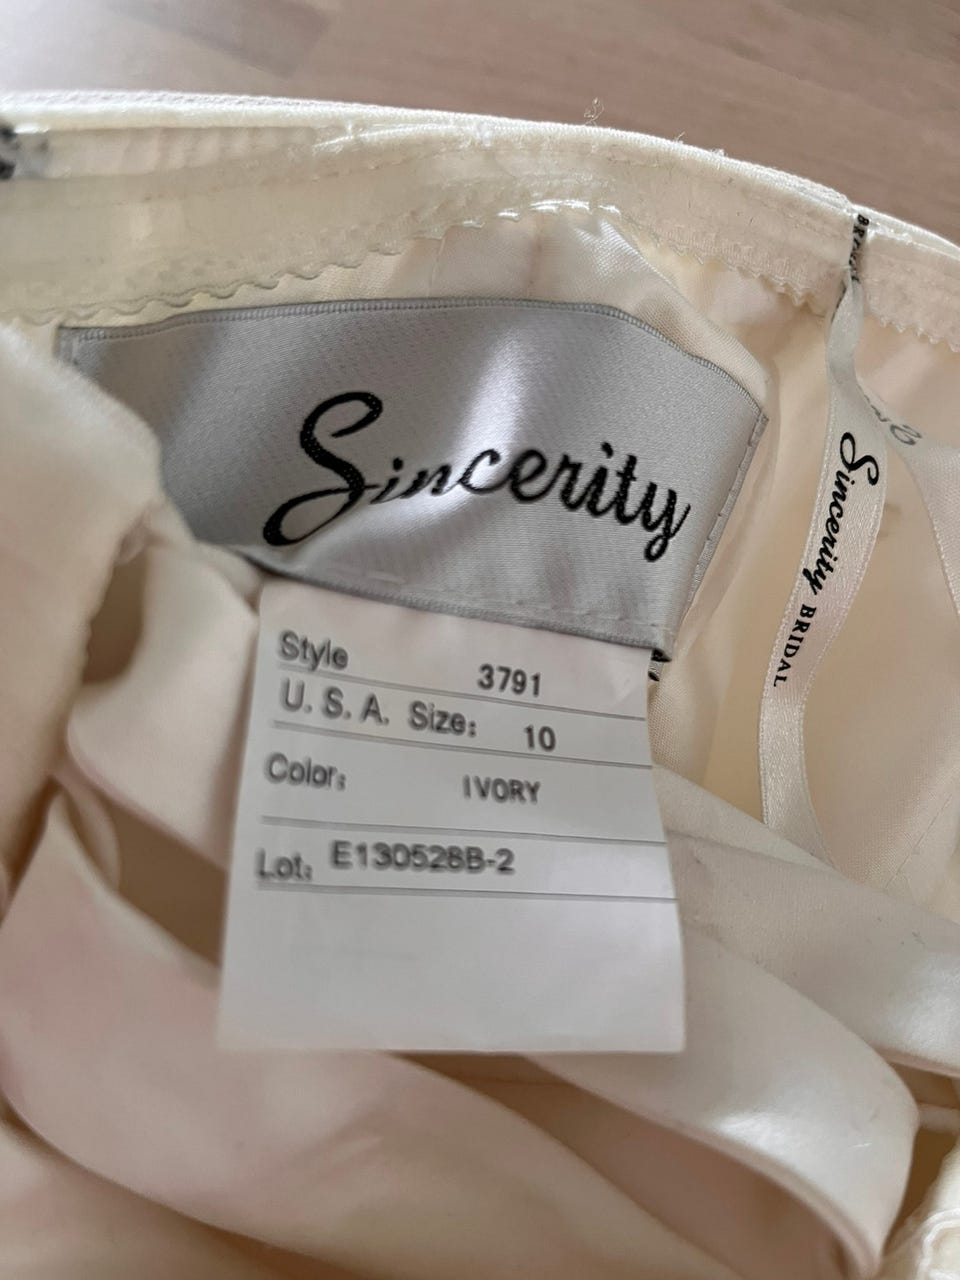 Sincerity
Style 3791
U. S. A. Size: 10
Color: IVORY
Lot: E130528B-2
Sincerity BRIDAL